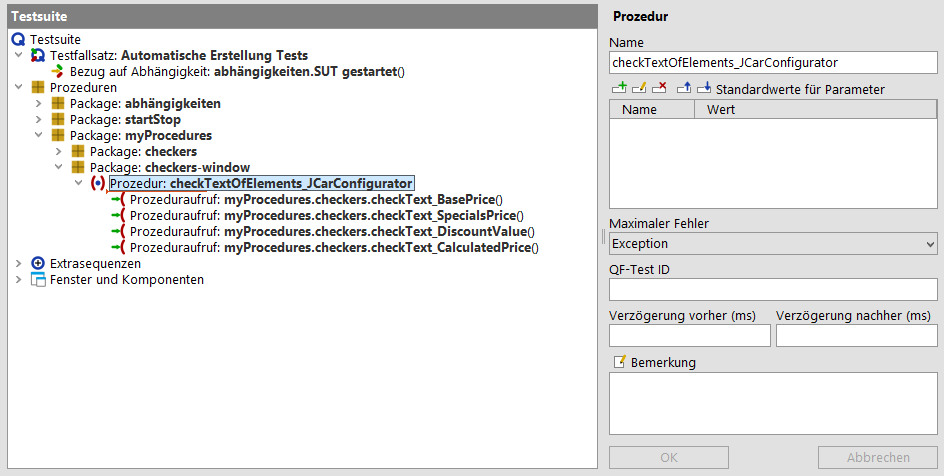 Testsuite
Testsuite
Testfallsatz: Automatische Erstellung Tests
Bezug auf Abhängigkeit: abhängigkeiten.SUT gestartet()
Prozeduren
Package: abhängigkeiten
Package: startStop
Package: myProcedures
Package: checkers
Package: checkers-window
Prozedur: checkTextOfElements_JCarConfigurator
Prozeduraufruf: myProcedures.checkers.checkText_BasePrice()
Prozeduraufruf: myProcedures.checkers.checkText_SpecialsPrice()
Prozeduraufruf: myProcedures.checkers.checkText_DiscountValue()
Prozeduraufruf: myProcedures.checkers.checkText_CalculatedPrice()
Extrasequenzen
Fenster und Komponenten
Prozedur
Name
checkTextOfElements_JCarConfigurator
Standardwerte für Parameter
Name Wert
Maximaler Fehler
Exception
QF-Test ID
Verzögerung vorher (ms) Verzögerung nachher (ms)
Bemerkung
OK Abbrechen